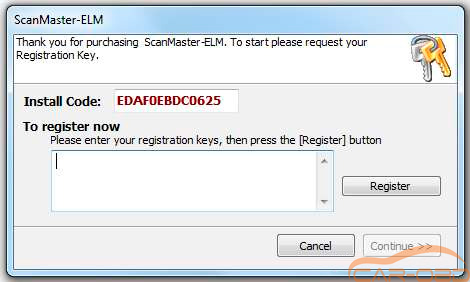 ScanMaster-ELM
Thank you for purchasing ScanMaster-ELM. To start please request your
Registration Key.
Install Code: EDAF0EBDC0625
To register now
Please enter your registration keys, then press the [Register] button
Register
Cancel
Continue >>